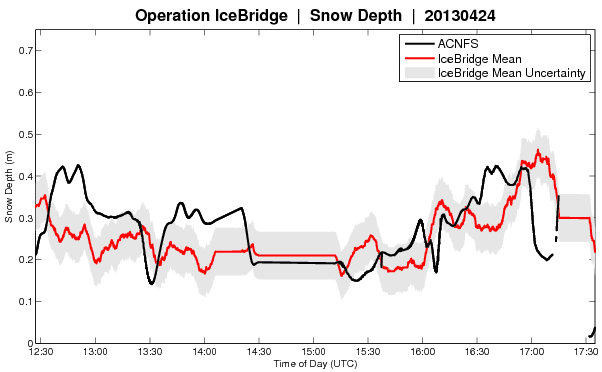 Operation IceBridge | Snow Depth | 20130424
ACNFS
IceBridge Mean
IceBridge Mean Uncertainty
Snow Depth (m)
0.7
0.6
0.5
0.4
0.3
0.2
0.1
0
12:30 13:00 13:30 14:00 14:30 15:00 15:30 16:00 16:30 17:00 17:30
Time of Day (UTC)